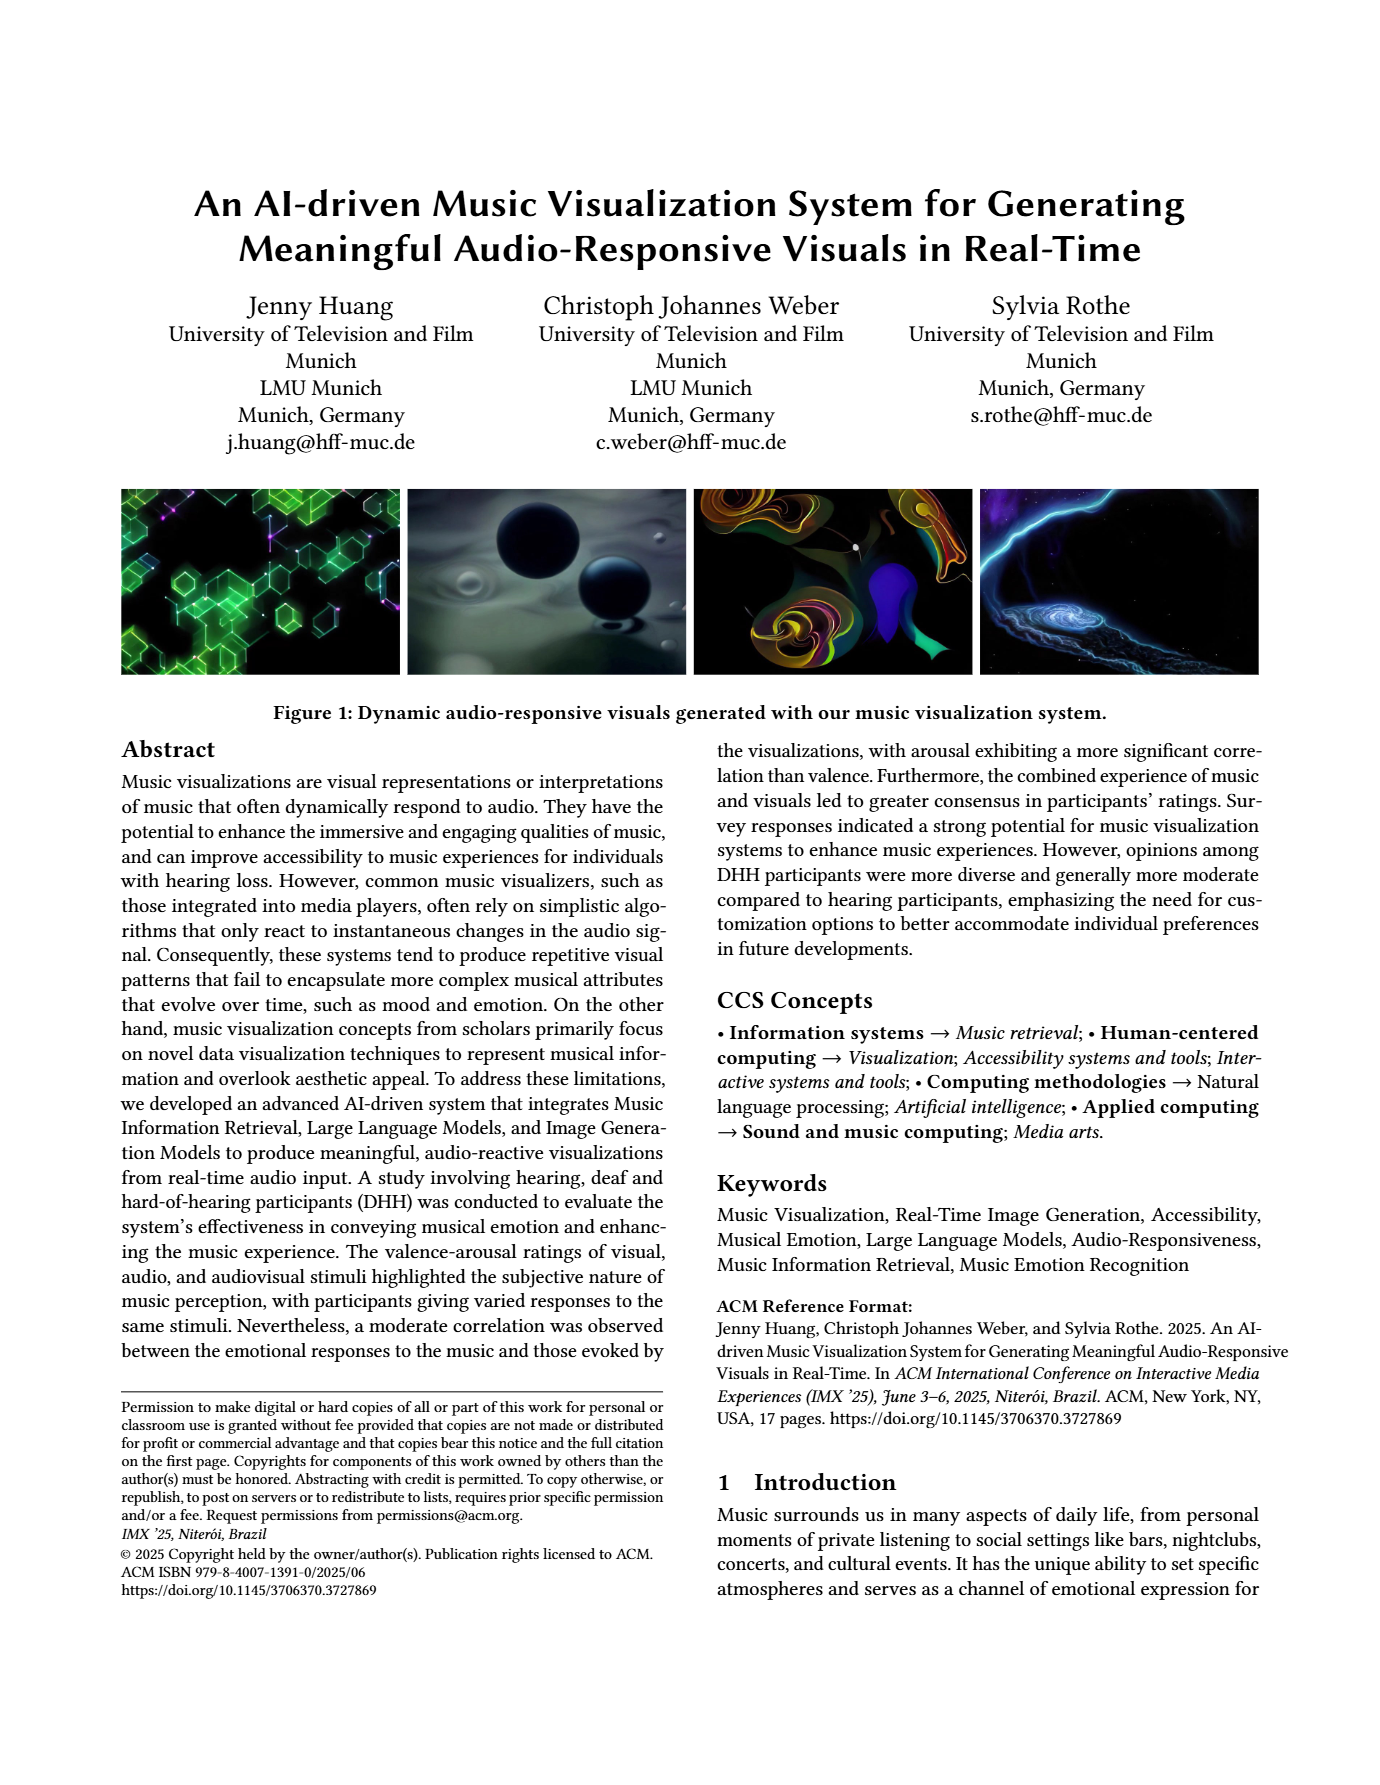 An AI-driven Music Visualization System for Generating
Meaningful Audio-Responsive Visuals in Real-Time
Jenny Huang
University of Television and Film
Munich
LMU Munich
Munich, Germany
j.huang@hff-muc.de
Christoph Johannes Weber
University of Television and Film
Munich
LMU Munich
Munich, Germany
c.weber@hff-muc.de
Sylvia Rothe
University of Television and Film
Munich
Munich, Germany
s.rothe@hff-muc.de
Figure 1: Dynamic audio-responsive visuals generated with our music visualization system.
Abstract
Music visualizations are visual representations or interpretations
of music that often dynamically respond to audio. They have the
potential to enhance the immersive and engaging qualities of music,
and can improve accessibility to music experiences for individuals
with hearing loss. However, common music visualizers, such as
those integrated into media players, often rely on simplistic algo-
rithms that only react to instantaneous changes in the audio sig-
nal. Consequently, these systems tend to produce repetitive visual
patterns that fail to encapsulate more complex musical attributes
that evolve over time, such as mood and emotion. On the other
hand, music visualization concepts from scholars primarily focus
on novel data visualization techniques to represent musical infor-
mation and overlook aesthetic appeal. To address these limitations,
we developed an advanced AI-driven system that integrates Music
Information Retrieval, Large Language Models, and Image Genera-
tion Models to produce meaningful, audio-reactive visualizations
from real-time audio input. A study involving hearing, deaf and
hard-of-hearing participants (DHH) was conducted to evaluate the
system's effectiveness in conveying musical emotion and enhanc-
ing the music experience. The valence-arousal ratings of visual,
audio, and audiovisual stimuli highlighted the subjective nature of
music perception, with participants giving varied responses to the
same stimuli. Nevertheless, a moderate correlation was observed
between the emotional responses to the music and those evoked by
Permission to make digital or hard copies of all or part of this work for personal or
classroom use is granted without fee provided that copies are not made or distributed
for profit or commercial advantage and that copies bear this notice and the full citation
on the first page. Copyrights for components of this work owned by others than the
author(s) must be honored. Abstracting with credit is permitted. To copy otherwise, or
republish, to post on servers or to redistribute to lists, requires prior specific permission
and/or a fee. Request permissions from permissions@acm.org.
IMX '25, Niterói, Brazil
© 2025 Copyright held by the owner/author(s). Publication rights licensed to ACM.
ACM ISBN 979-8-4007-1391-0/2025/06
https://doi.org/10.1145/3706370.3727869
the visualizations, with arousal exhibiting a more significant corre-
lation than valence. Furthermore, the combined experience of music
and visuals led to greater consensus in participants' ratings. Sur-
vey responses indicated a strong potential for music visualization
systems to enhance music experiences. However, opinions among
DHH participants were more diverse and generally more moderate
compared to hearing participants, emphasizing the need for cus-
tomization options to better accommodate individual preferences
in future developments.
CCS Concepts
• Information systems → Music retrieval; • Human-centered
computing → Visualization; Accessibility systems and tools; Inter-
active systems and tools; • Computing methodologies → Natural
language processing; Artificial intelligence; • Applied computing
→ Sound and music computing; Media arts.
Keywords
Music Visualization, Real-Time Image Generation, Accessibility,
Musical Emotion, Large Language Models, Audio-Responsiveness,
Music Information Retrieval, Music Emotion Recognition
ACM Reference Format:
Jenny Huang, Christoph Johannes Weber, and Sylvia Rothe. 2025. An AI-
driven Music Visualization System for Generating Meaningful Audio-Responsive
Visuals in Real-Time. In ACM International Conference on Interactive Media
Experiences (IMX '25), June 3–6, 2025, Niterói, Brazil. ACM, New York, NY,
USA, 17 pages. https://doi.org/10.1145/3706370.3727869
1 Introduction
Music surrounds us in many aspects of daily life, from personal
moments of private listening to social settings like bars, nightclubs,
concerts, and cultural events. It has the unique ability to set specific
atmospheres and serves as a channel of emotional expression for